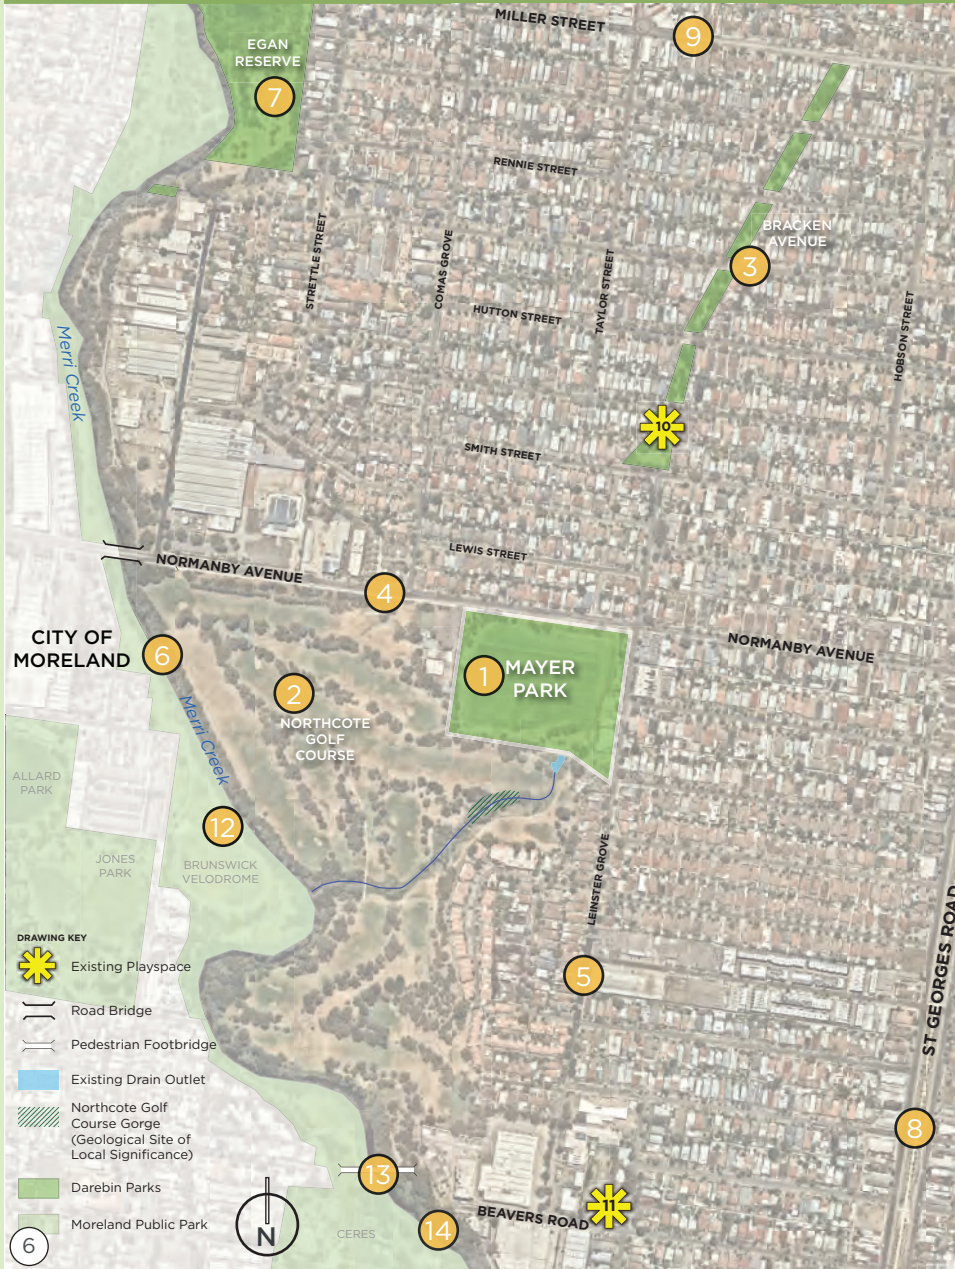 MILLER STREET
9
EGAN
RESERVE
7
RENNIE STREET
BRACKEN
AVENUE
3
STRETTLE STREET
COMAS GROVE
TAYLOR STREET
HUTTON STREET
HOBSON STREET
Merri Creek
10
SMITH STREET
LEWIS STREET
NORMANBY AVENUE
4
CITY OF
MORELAND
6
1
MAYER
PARK
NORMANBY AVENUE
2
NORTHCOTE
GOLF
COURSE
Merri Creek
ALLARD
PARK
12
JONES
PARK
BRUNSWICK
VELODROME
LEINSTER GROVE
ST GEORGES ROAD
5
DRAWING KEY
Existing Playspace
Road Bridge
Pedestrian Footbridge
Existing Drain Outlet
Northcote Golf
Course Gorge
(Geological Site of
Local Significance)
Darebin Parks
Moreland Public Park
8
13
11
BEAVERS ROAD
14
CERES
N
6